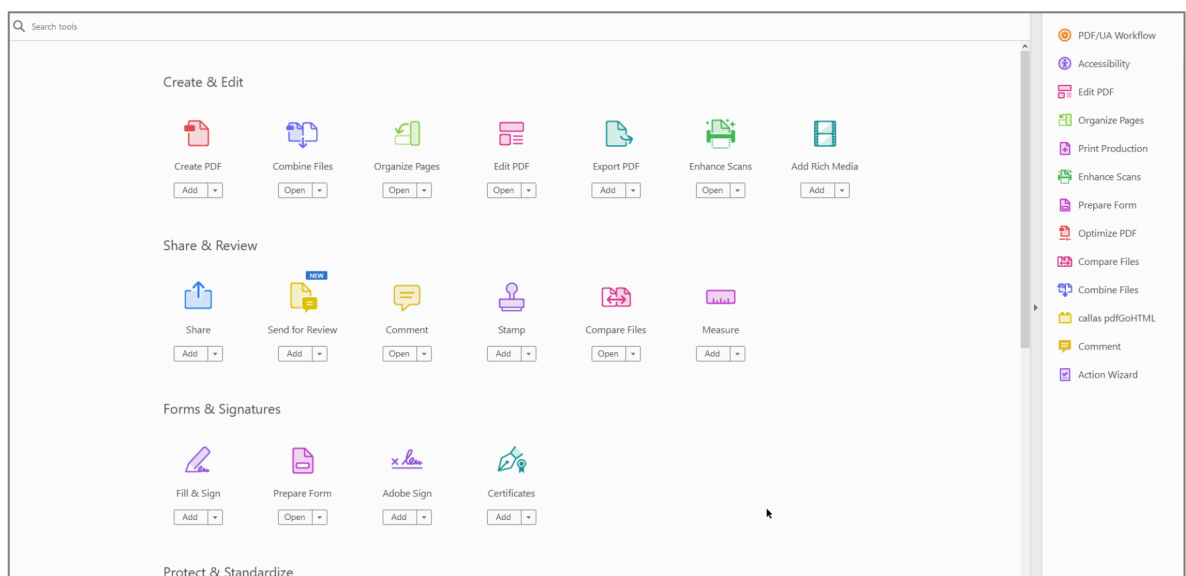 Search tools
Create & Edit
Create PDF
Combine Files
Organize Pages
Edit PDF
Export PDF
Enhance Scans
Add Rich Media
Add
Open
Open
Open
Add
Open
Add
Share & Review
NEW
Share
Send for Review
Comment
Stamp
Compare Files
Measure
Add
Add
Open
Add
Open
Add
Forms & Signatures
Fill & Sign
Prepare Form
Adobe Sign
Certificates
Add
Open
Add
Add
Protect & Standardize
PDF/UA Workflow
Accessibility
Edit PDF
Organize Pages
Print Production
Enhance Scans
Prepare Form
Optimize PDF
Compare Files
Combine Files
callas pdfGoHTML
Comment
Action Wizard